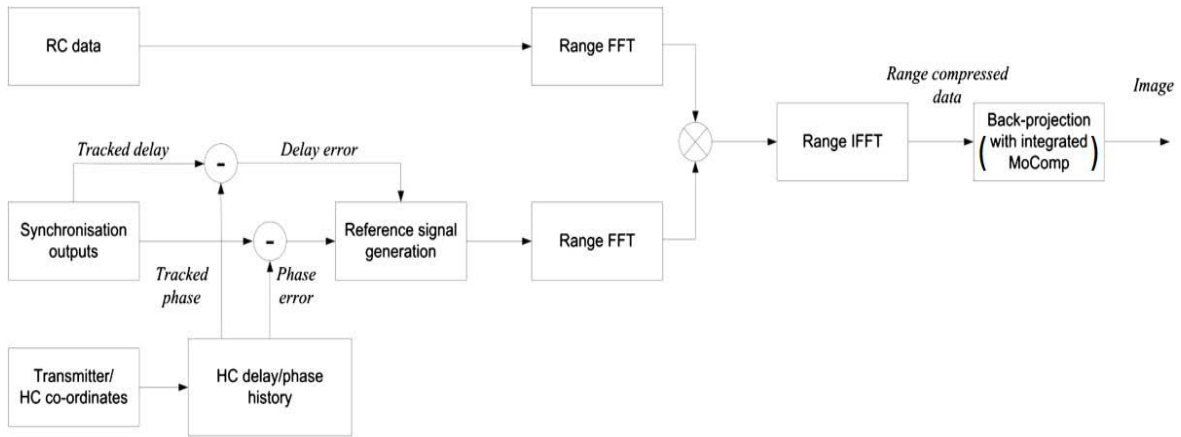 RC data
Range FFT
Range compressed
data
Image
Range IFFT
Back-projection
(with integrated)
MoComp
Tracked delay
-
Delay error
Synchronisation
outputs
-
Reference signal
generation
Range FFT
Tracked
phase
Phase
error
Transmitter/
HC co-ordinates
HC delay/phase
history